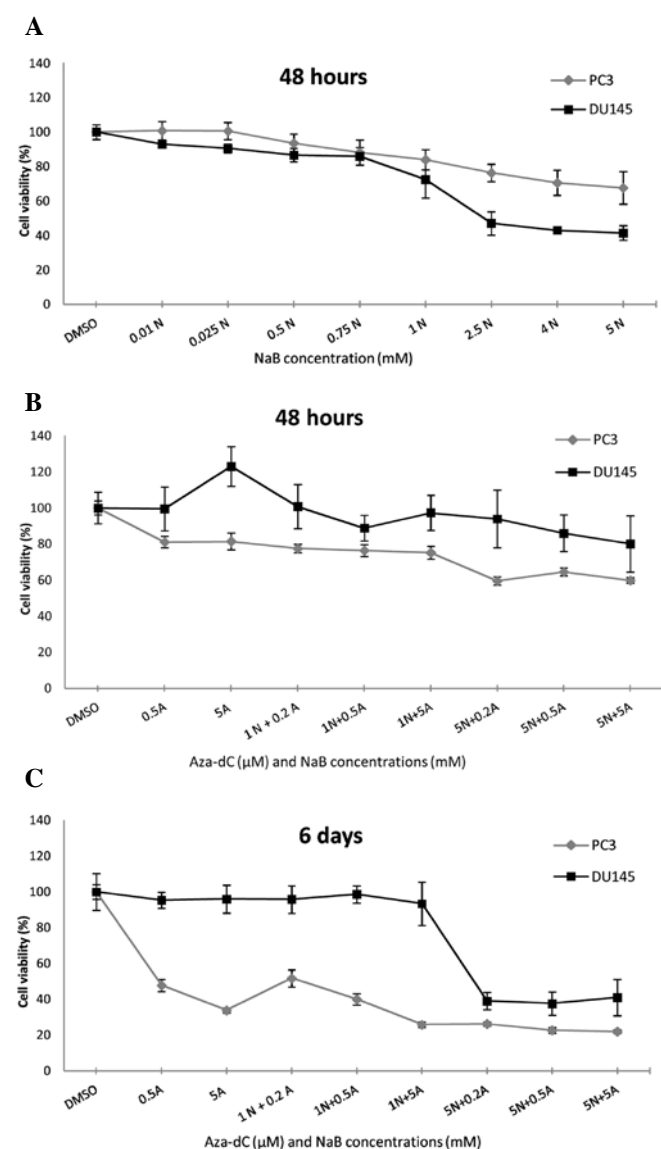 A
48 hours
PC3
DU145
140
120
100
80
60
40
20
0
Cell viability (%)
DMSO 0.01 N 0.025 N 0.5 N 0.75 N 1 N 2.5 N 4 N 5 N
NaB concentration (mM)
B
48 hours
PC3
DU145
140
120
100
80
60
40
20
0
Cell viability (%)
DMSO 0.5A 5A 1 N + 0.2 A 1N+0.5A 1N+5A 5N+0.2A 5N+0.5A 5N+5A
Aza-dC (μM) and NaB concentrations (mM)
C
6 days
PC3
DU145
140
120
100
80
60
40
20
0
Cell viability (%)
DMSO 0.5A 5A 1 N + 0.2 A 1N+0.5A 1N+5A 5N+0.2A 5N+0.5A 5N+5A
Aza-dC (μM) and NaB concentrations (mM)